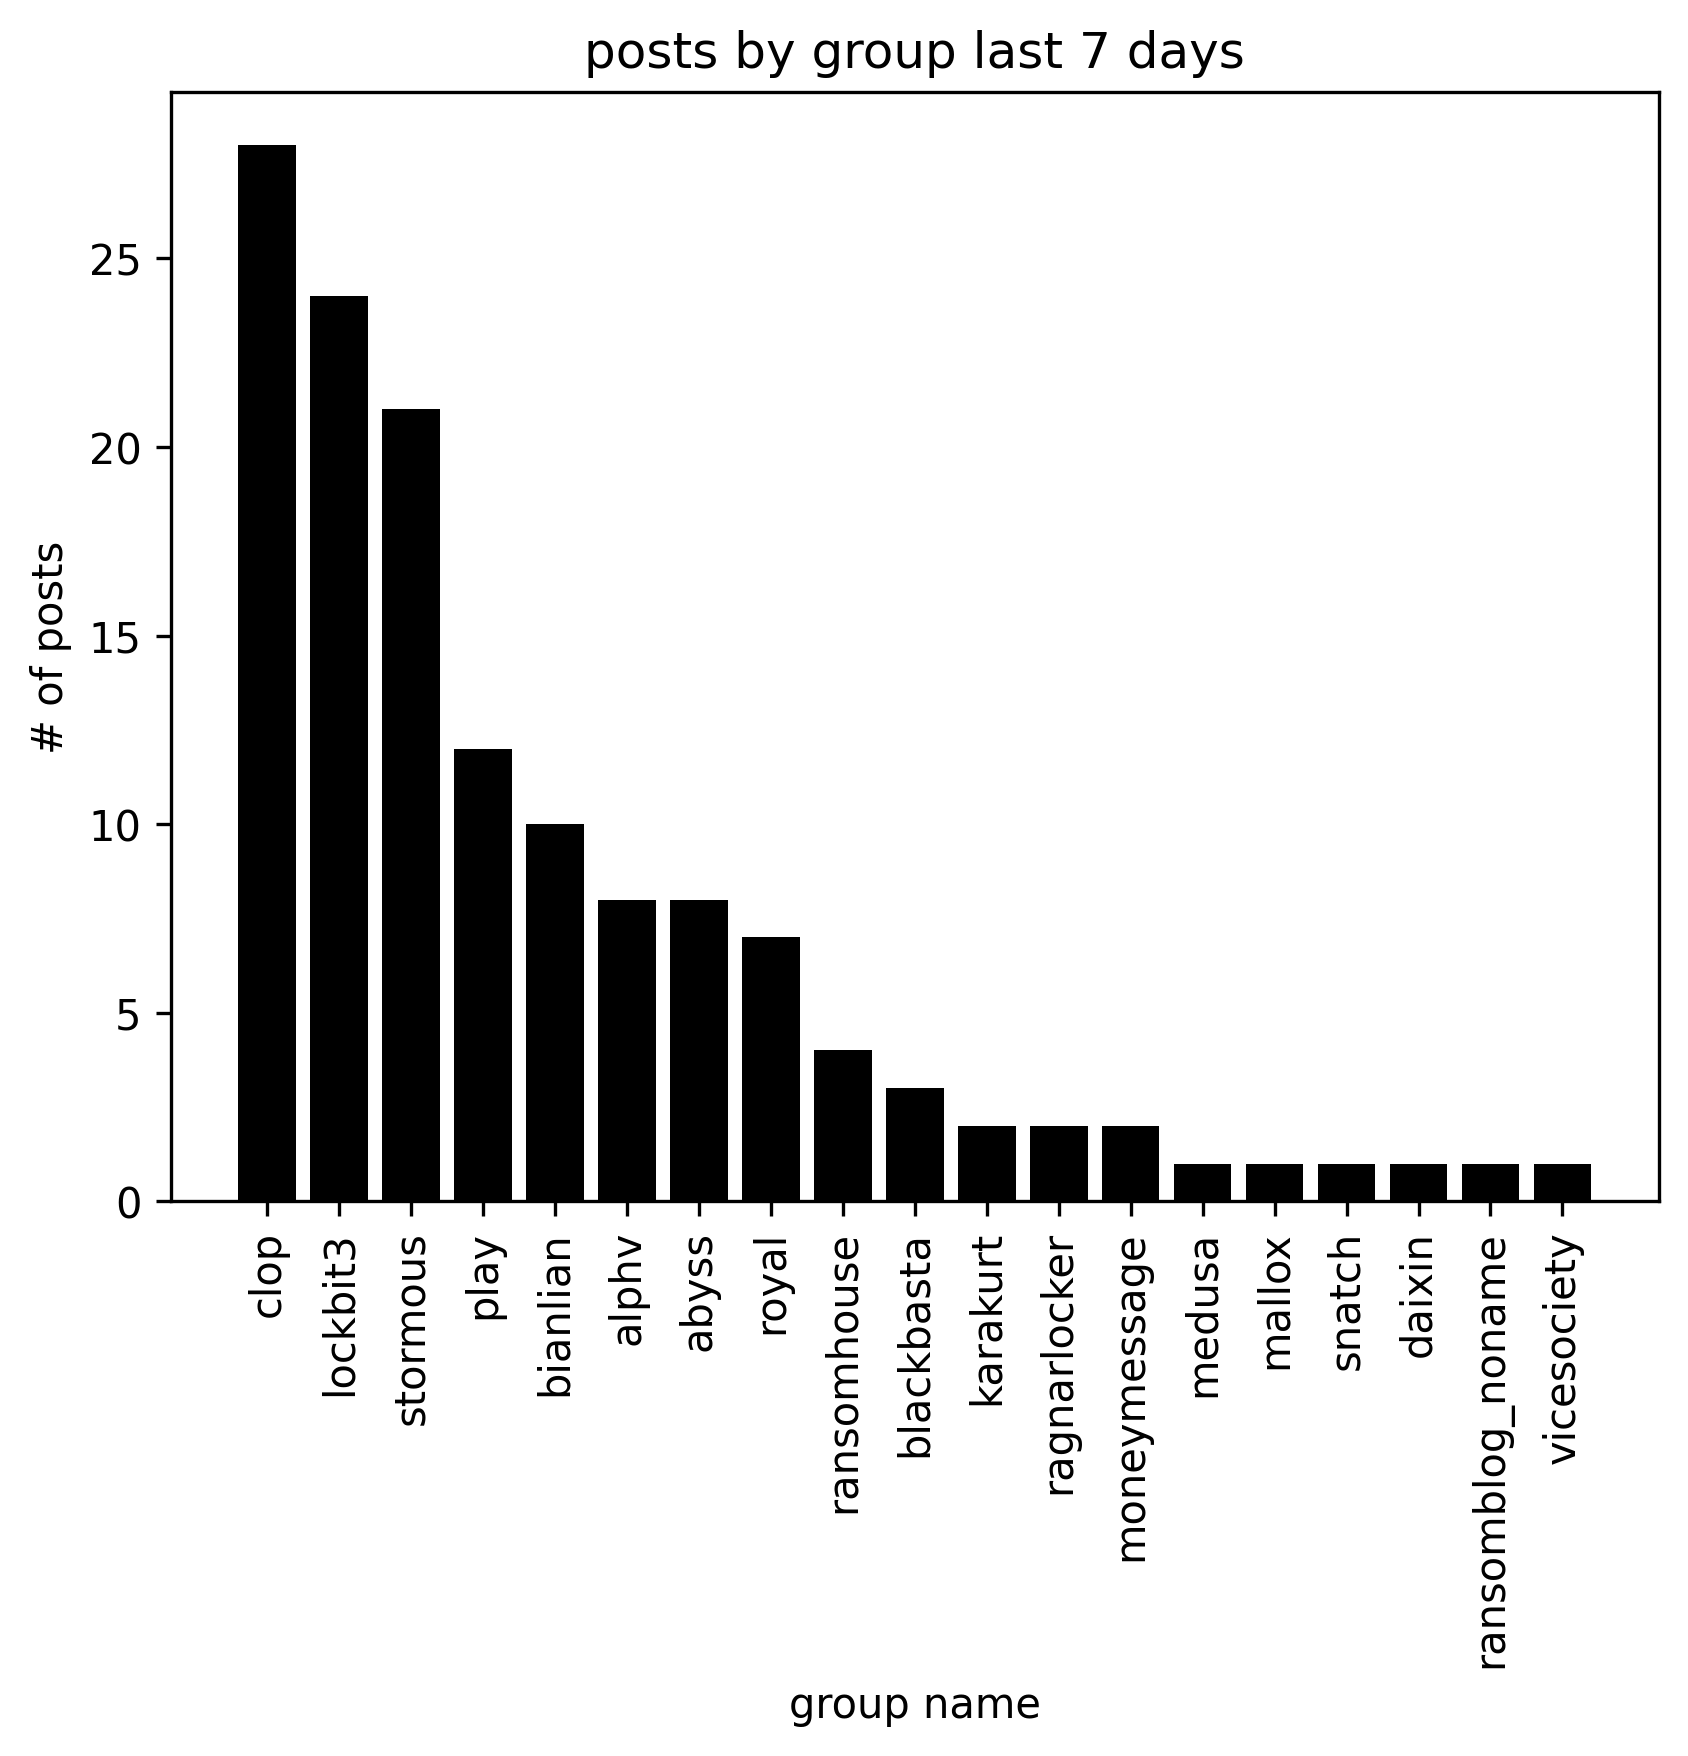 posts by group last 7 days
# of posts
25
20
15
10
5
0
clop
lockbit3
stormous
play
bianlian
alphv
abyss
royal
ransomhouse
blackbasta
karakurt
ragnarlocker
moneymessage
medusa
mallox
snatch
daixin
ransomblog_noname
vicesociety
group name